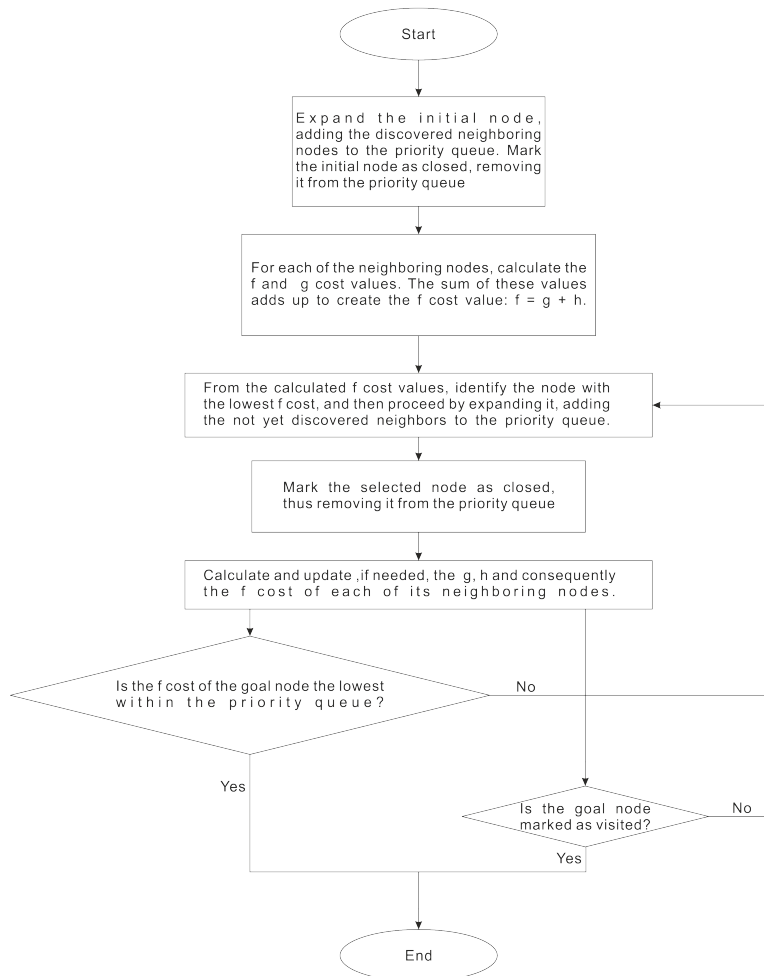 Start
Expand the initial node,
adding the discovered neighboring
nodes to the priority queue. Mark
the initial node as closed, removing
it from the priority queue
For each of the neighboring nodes, calculate the
f and g cost values. The sum of these values
adds up to create the f cost value: f = g + h.
From the calculated f cost values, identify the node with
the lowest f cost, and then proceed by expanding it, adding
the not yet discovered neighbors to the priority queue.
Mark the selected node as closed,
thus removing it from the priority queue
Calculate and update ,if needed, the g, h and consequently
the f cost of each of its neighboring nodes.
Is the f cost of the goal node the lowest
within the priority queue?
No
Yes
Is the goal node
marked as visited?
No
Yes
End